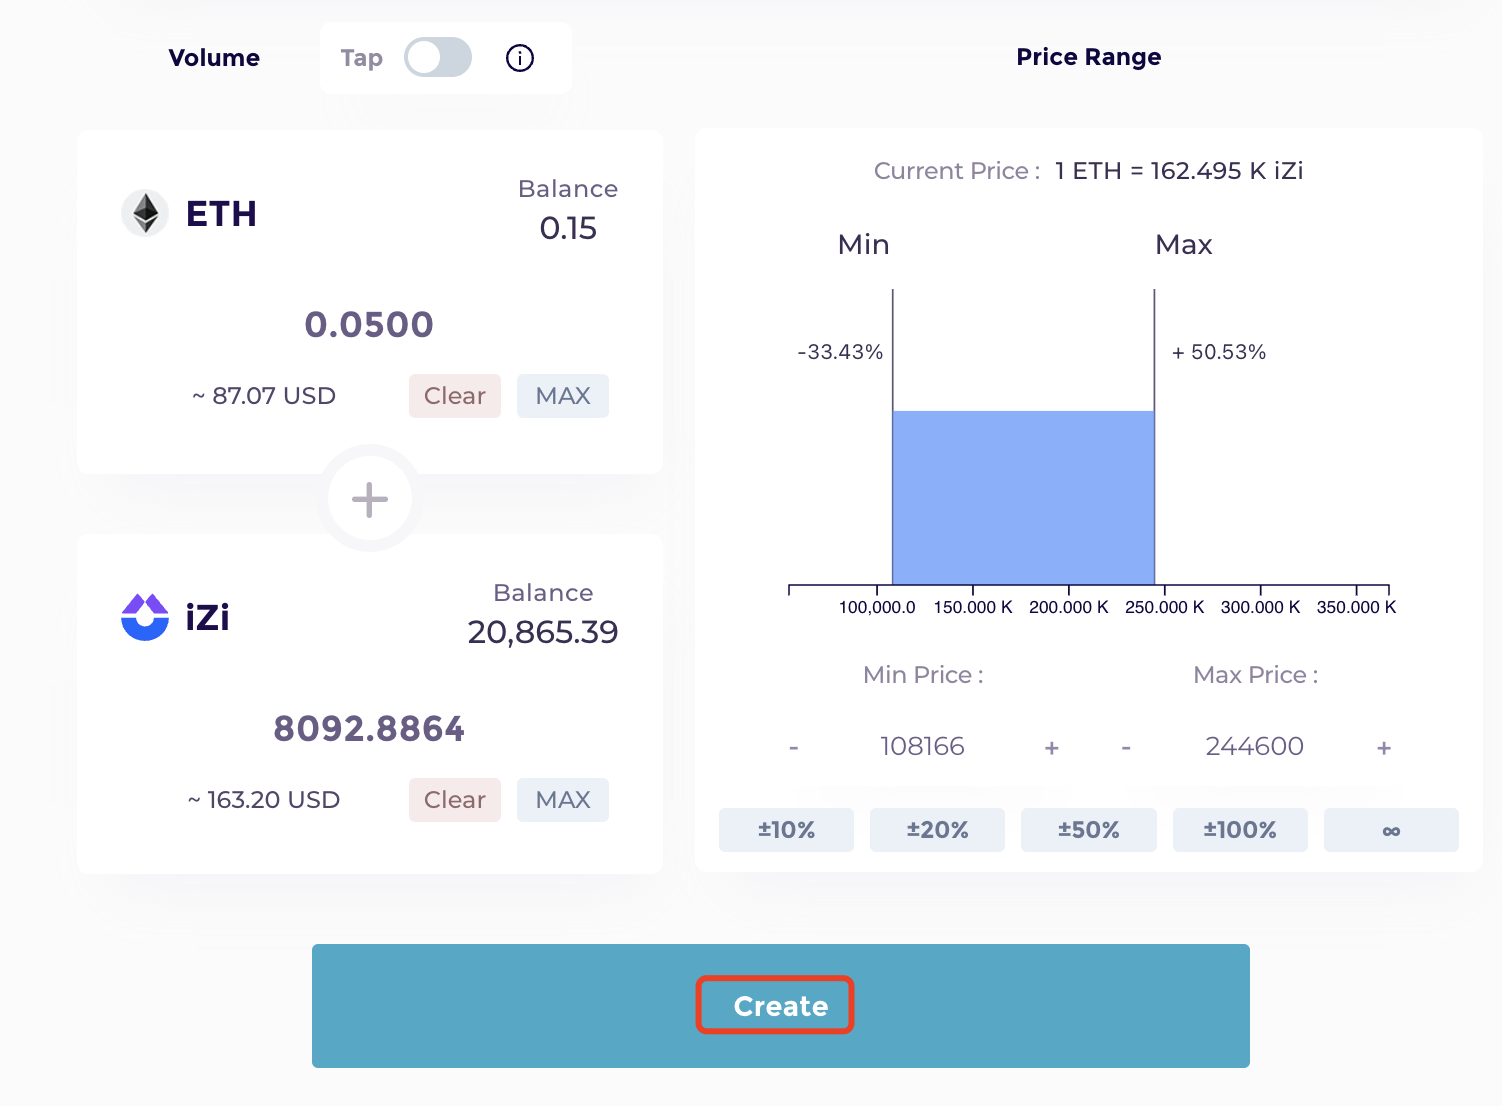 Volume
Tap
Price Range
ETH
Balance
0.15
0.0500
~ 87.07 USD
Clear
MAX
+
iZi
Balance
20,865.39
8092.8864
~ 163.20 USD
Clear
MAX
Current Price : 1 ETH = 162.495 K iZi
Min
Max
-33.43%
+ 50.53%
100,000.0 150.000 K 200.000 K 250.000 K 300.000 K 350.000 K
Min Price :
Max Price :
- 108166 +
- 244600 +
±10% ±20% ±50% ±100% ∞
Create